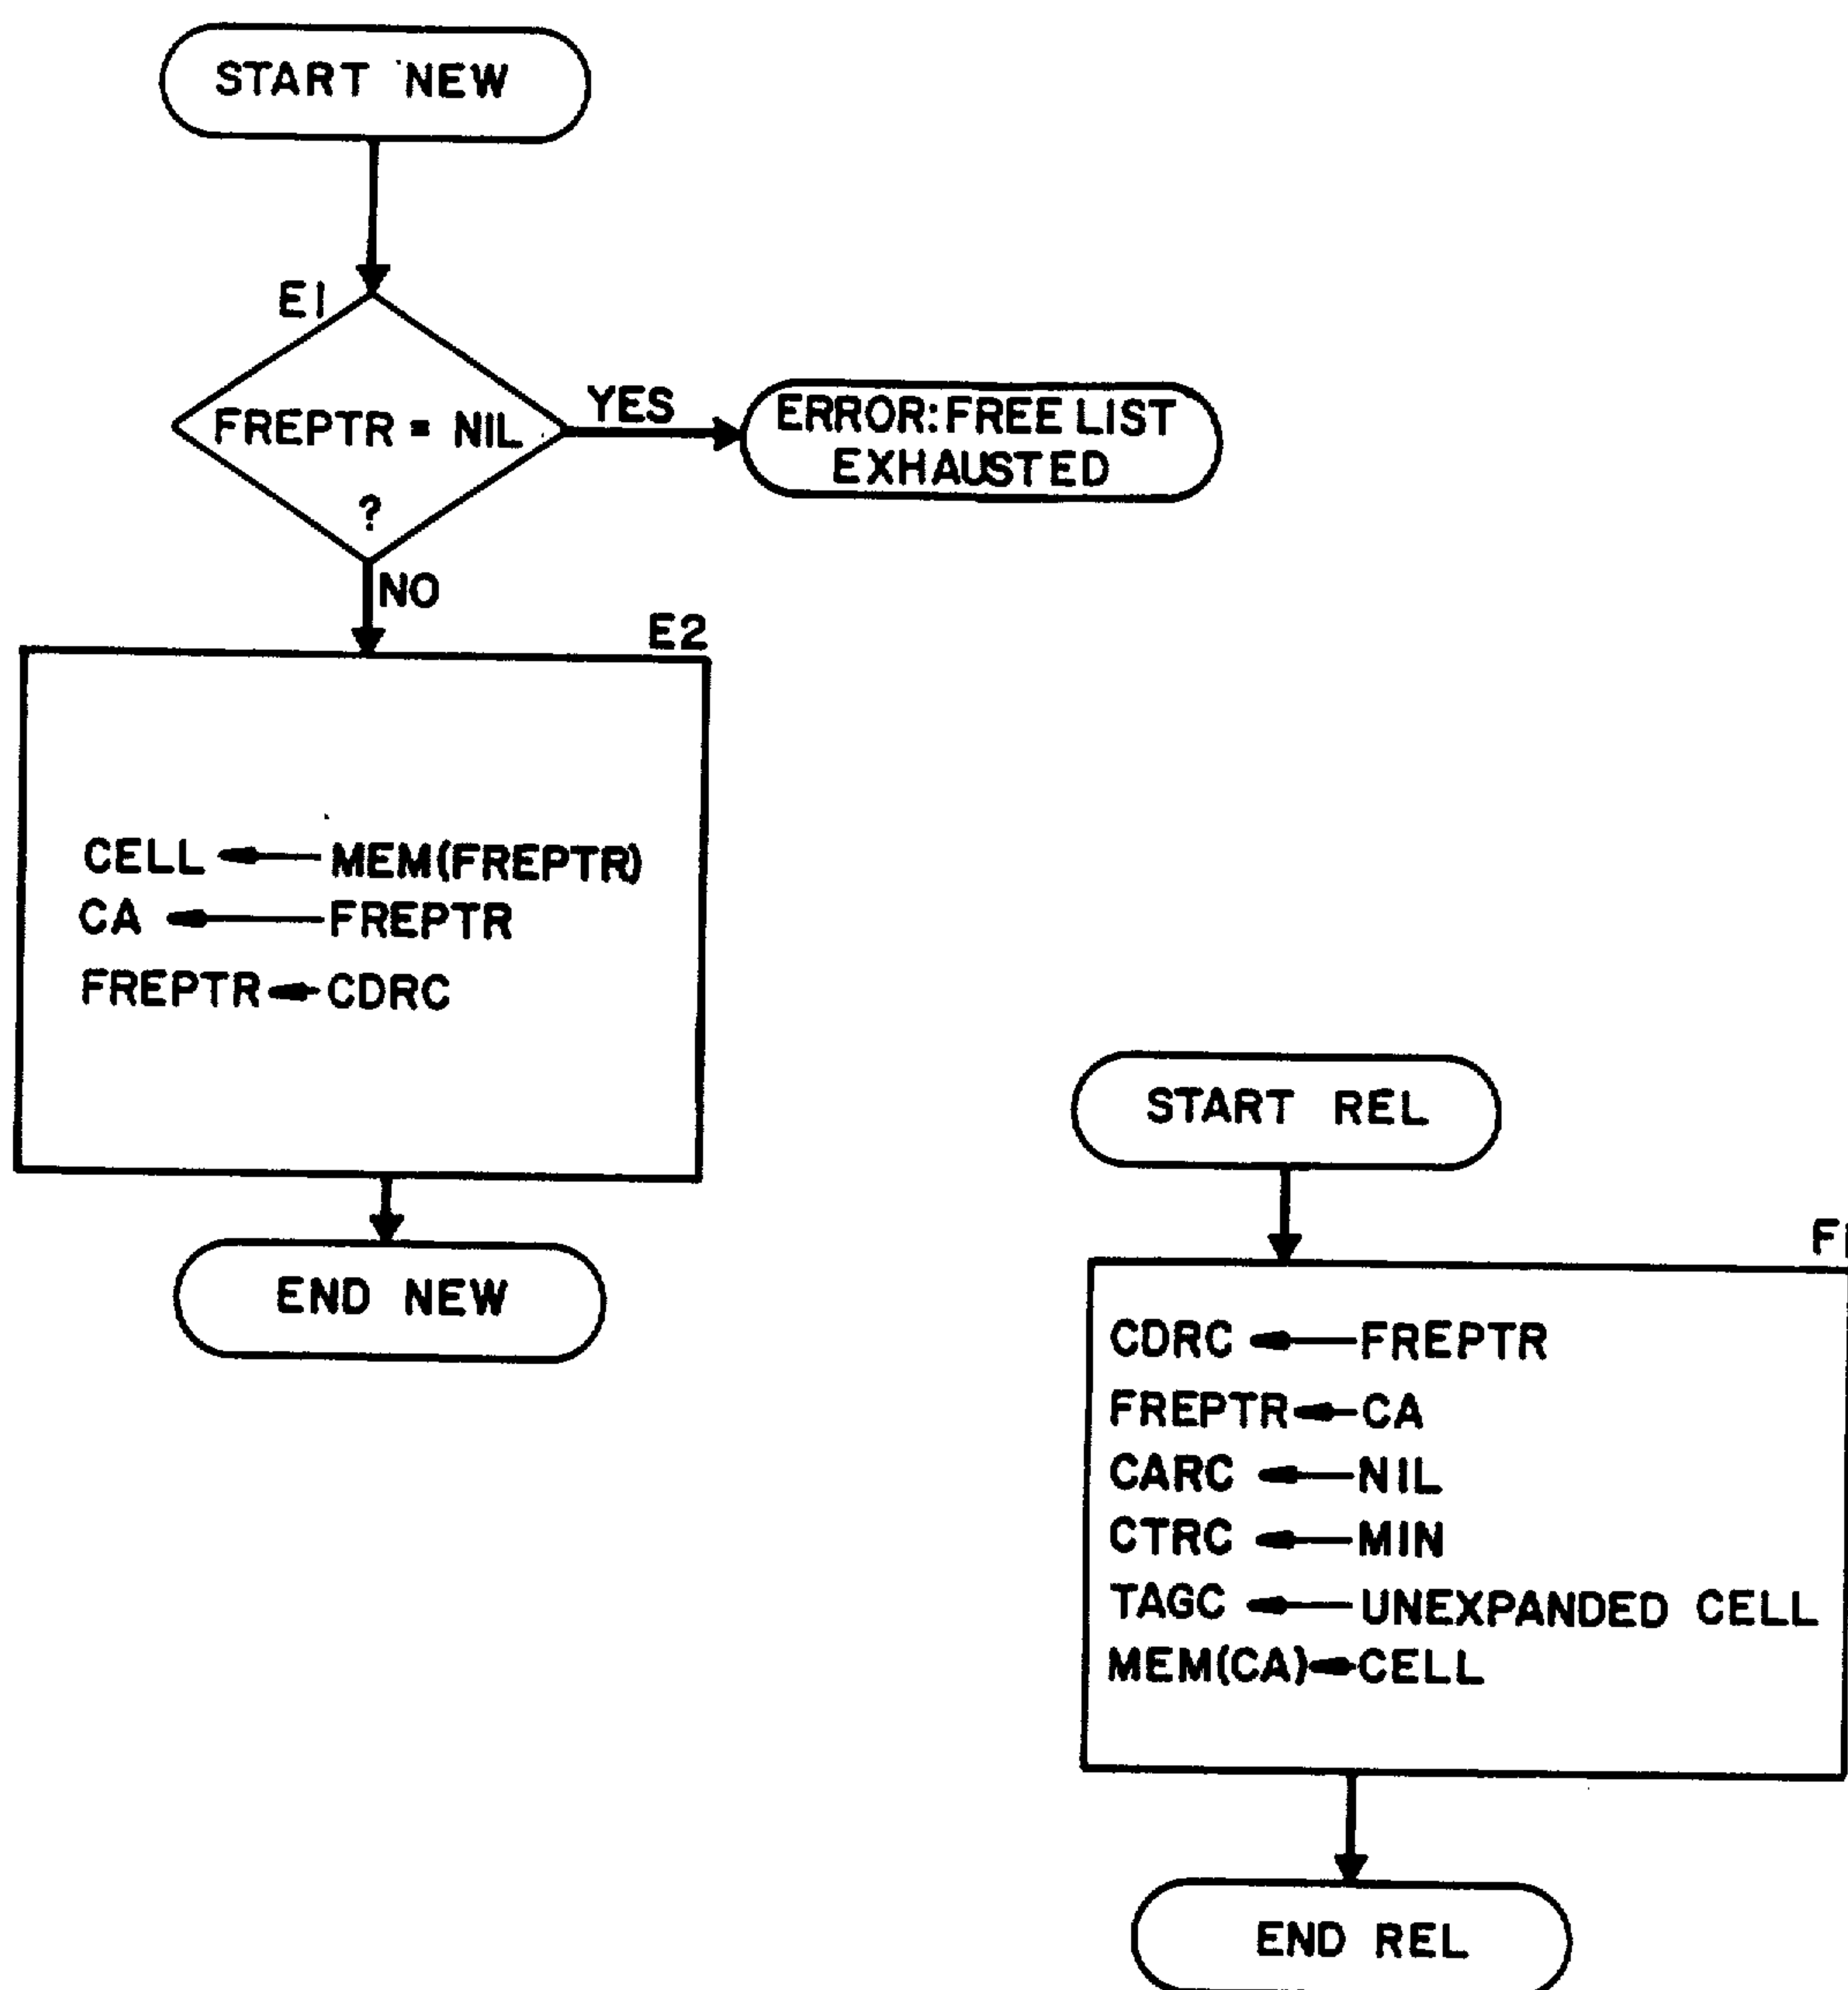 START NEW
E1
FREPTR = NIL
?
YES
ERROR: FREE LIST
EXHAUSTED
NO
E2
CELL ← MEM(FREPTR)
CA ← FREPTR
FREPTR ← CDRC
END NEW
START REL
F1
CDRC ← FREPTR
FREPTR ← CA
CARC ← NIL
CTRC ← MIN
TAGC ← UNEXPANDED CELL
MEM(CA) ← CELL
END REL